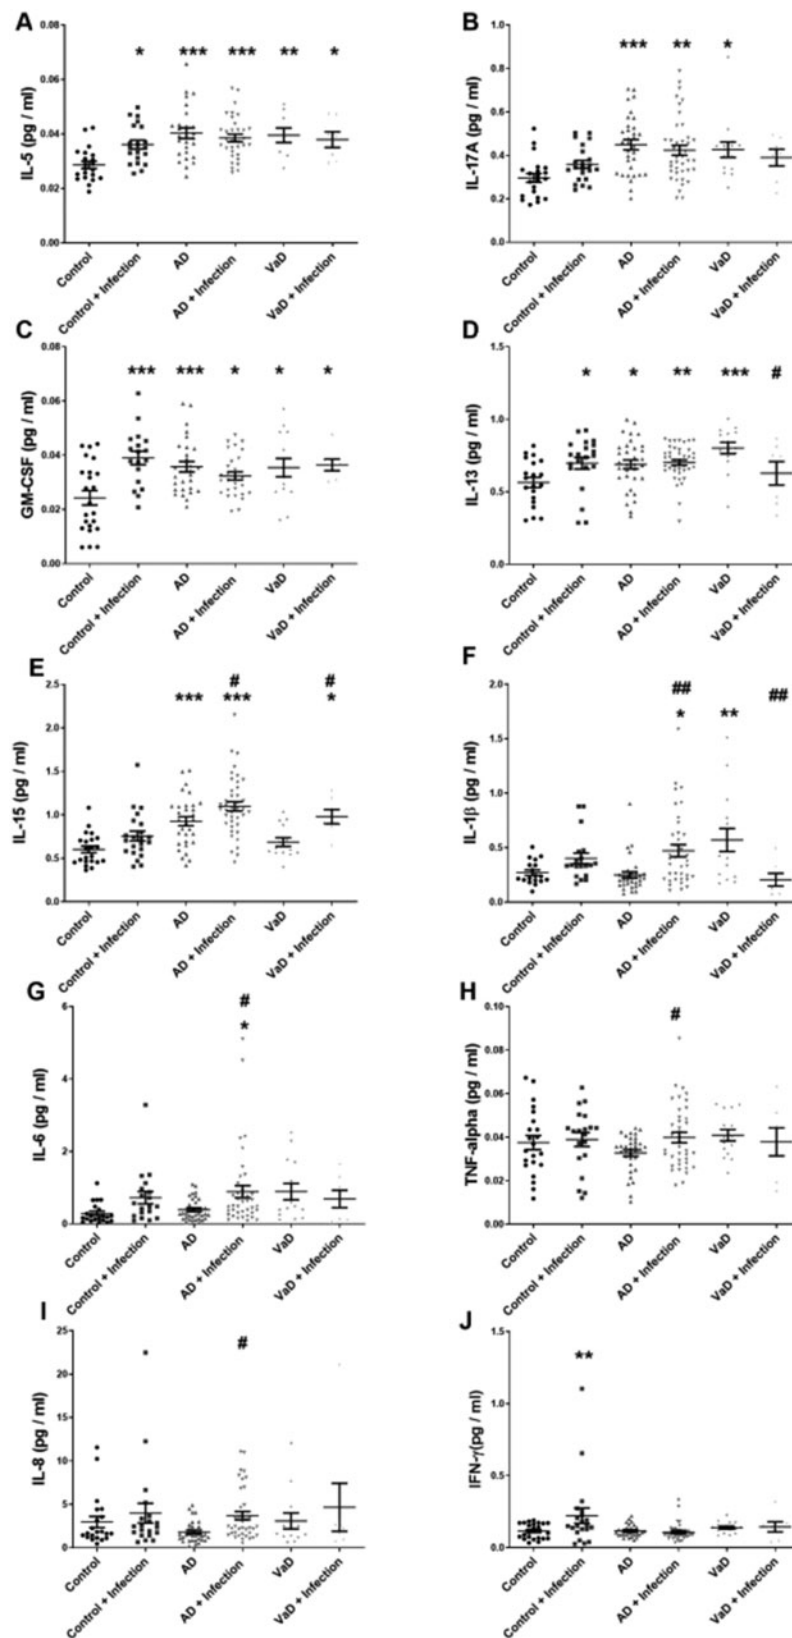 A
B
* *** *** ** *
*** ** *
0.08
0.06
0.04
0.02
0.00
IL-5 (pg / ml)
Control
Control + Infection
AD
AD + Infection
VaD
VaD + Infection
1.0
0.8
0.6
0.4
0.2
0.0
IL-17A (pg / ml)
Control
Control + Infection
AD
AD + Infection
VaD
VaD + Infection
C
D
*** *** * * *
* * ** *** #
0.08
0.06
0.04
0.02
0.00
GM-CSF (pg / ml)
Control
Control + Infection
AD
AD + Infection
VaD
VaD + Infection
1.5
1.0
0.5
0.0
IL-13 (pg / ml)
Control
Control + Infection
AD
AD + Infection
VaD
VaD + Infection
E
F
# #
*** *** *
## ##
* **
2.5
2.0
1.5
1.0
0.5
0.0
IL-15 (pg / ml)
Control
Control + Infection
AD
AD + Infection
VaD
VaD + Infection
2.0
1.5
1.0
0.5
0.0
IL-1β (pg / ml)
Control
Control + Infection
AD
AD + Infection
VaD
VaD + Infection
G
H
#
*
#
6
4
2
0
IL-6 (pg / ml)
Control
Control + Infection
AD
AD + Infection
VaD
VaD + Infection
0.10
0.08
0.06
0.04
0.02
0.00
TNF-alpha (pg / ml)
Control
Control + Infection
AD
AD + Infection
VaD
VaD + Infection
I
J
#
**
25
20
15
10
5
0
IL-8 (pg / ml)
Control
Control + Infection
AD
AD + Infection
VaD
VaD + Infection
1.5
1.0
0.5
0.0
IFN-γ(pg / ml)
Control
Control + Infection
AD
AD + Infection
VaD
VaD + Infection